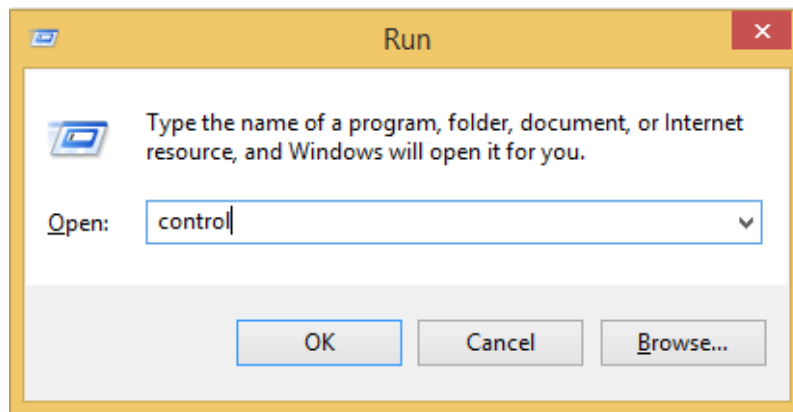 Run
Type the name of a program, folder, document, or Internet
resource, and Windows will open it for you.
Open: control
OK Cancel Browse...